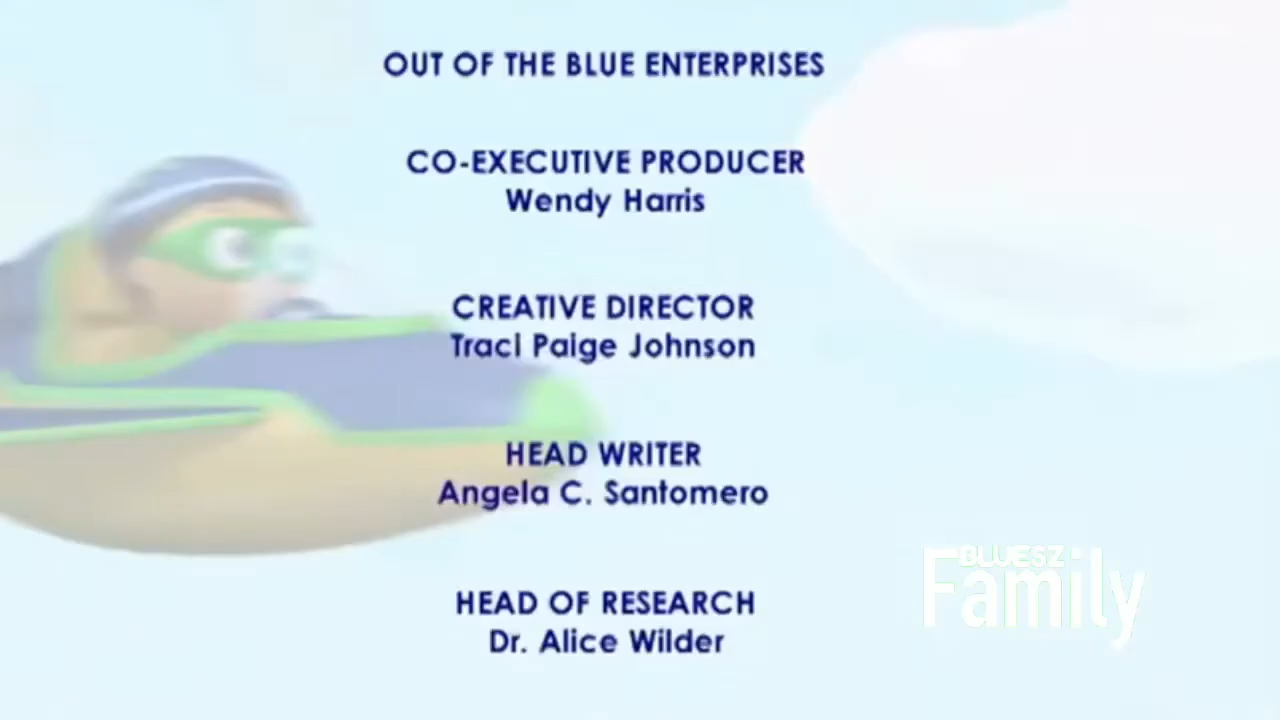 OUT OF THE BLUE ENTERPRISES
CO-EXECUTIVE PRODUCER
Wendy Harris
CREATIVE DIRECTOR
Traci Paige Johnson
HEAD WRITER
Angela C. Santomero
HEAD OF RESEARCH
Dr. Alice Wilder
BLUESZ
Family